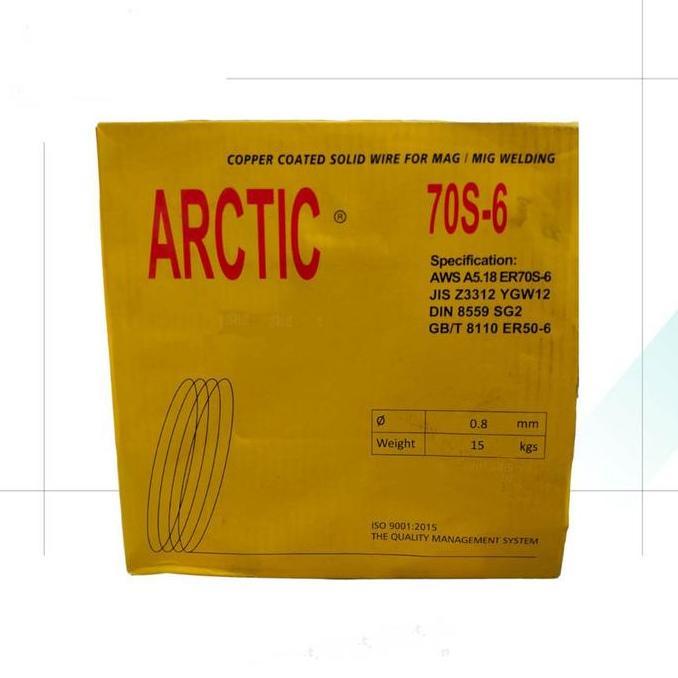 COPPER COATED SOLID WIRE FOR MAG / MIG WELDING
ARCTIC ®
70S-6
Specification:
AWS A5.18 ER70S-6
JIS Z3312 YGW12
DIN 8559 SG2
GB/T 8110 ER50-6
Ø 0.8 mm
Weight 15 kgs
ISO 9001:2015
THE QUALITY MANAGEMENT SYSTEM